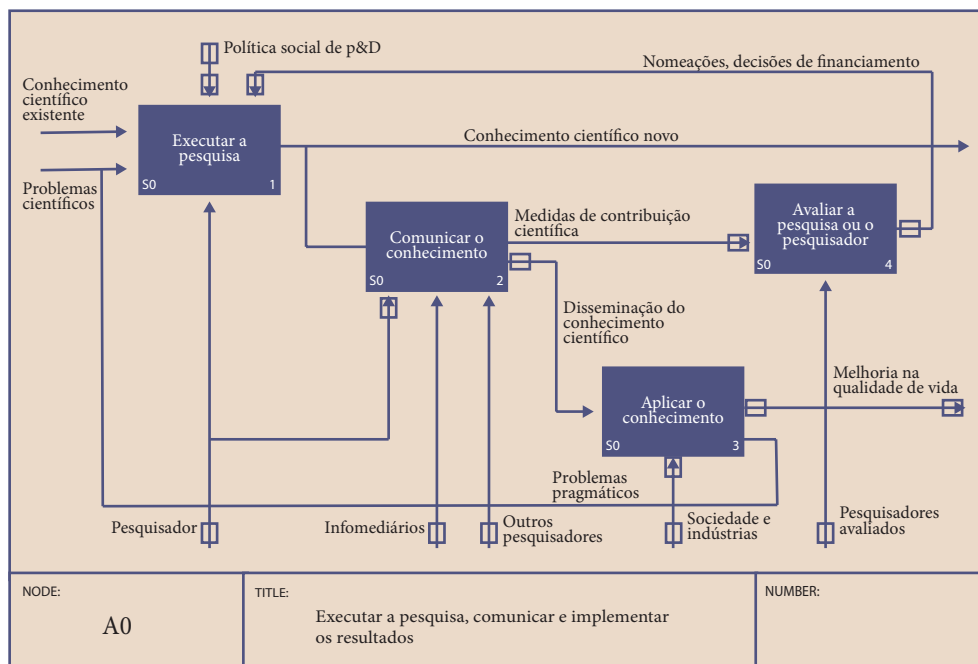 Política social de p&D
Nomeações, decisões de financiamento
Conhecimento
científico
existente
Executar a
pesquisa
S0
1
Conhecimento científico novo
Problemas
científicos
Comunicar o
conhecimento
S0
2
Medidas de contribuição
científica
Avaliar a
pesquisa ou o
pesquisador
S0
4
Disseminação do
conhecimento
científico
Aplicar o
conhecimento
S0
3
Melhoria na
qualidade de vida
Problemas
pragmáticos
Pesquisador
Infomediários
Outros
pesquisadores
Sociedade e
indústrias
Pesquisadores
avaliados
NODE:
A0
TITLE:
Executar a pesquisa, comunicar e implementar
os resultados
NUMBER: